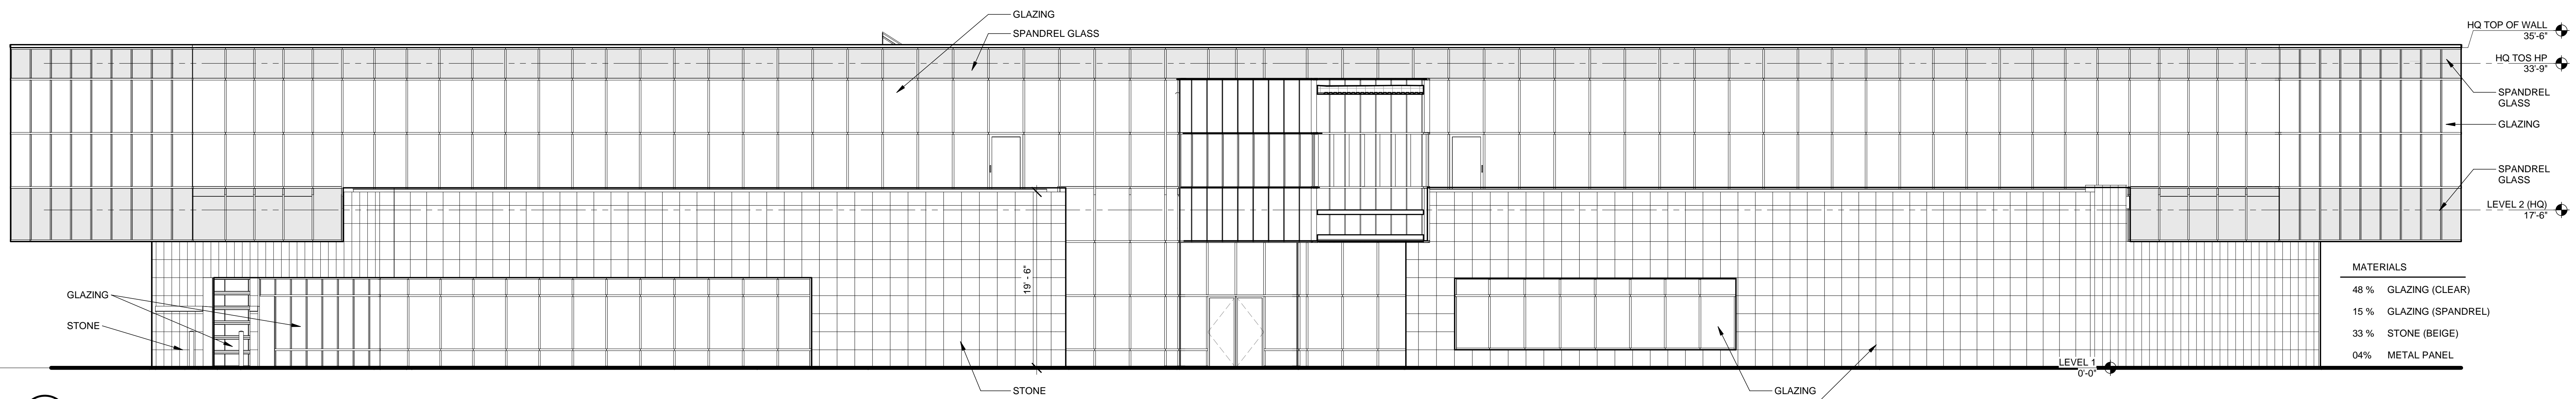 GLAZING
SPANDREL GLASS
HQ TOP OF WALL
35'-6"
HQ TOS HP
33'-9"
SPANDREL
GLASS
GLAZING
SPANDREL
GLASS
LEVEL 2 (HQ)
17'-6"
19' - 6"
GLAZING
STONE
MATERIALS
48 % GLAZING (CLEAR)
15 % GLAZING (SPANDREL)
33 % STONE (BEIGE)
04% METAL PANEL
LEVEL 1
0'-0"
STONE
GLAZING